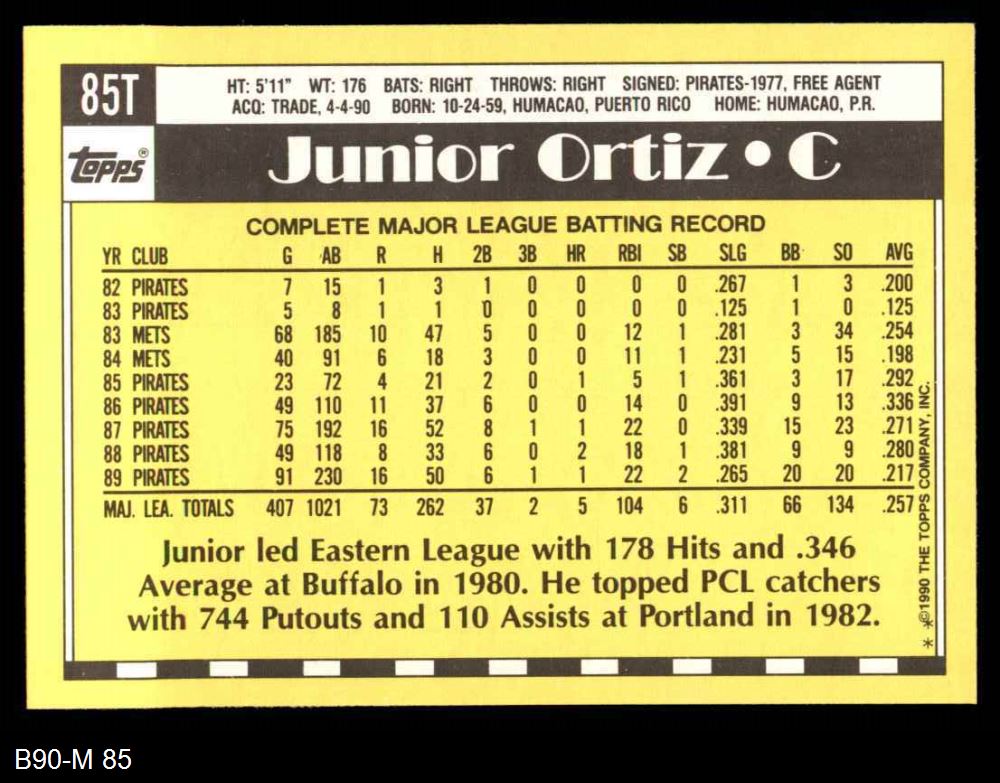 85T
HT: 5'11" WT: 176 BATS: RIGHT THROWS: RIGHT SIGNED: PIRATES-1977, FREE AGENT
ACQ: TRADE, 4-4-90 BORN: 10-24-59, HUMACAO, PUERTO RICO HOME: HUMACAO, P.R.
TOPPS®
Junior Ortiz • C
COMPLETE MAJOR LEAGUE BATTING RECORD
YR CLUB G AB R H 2B 3B HR RBI SB SLG BB SO AVG
82 PIRATES 7 15 1 3 1 0 0 0 0 .267 1 3 .200
83 PIRATES 5 8 1 1 0 0 0 0 0 .125 1 0 .125
83 METS 68 185 10 47 5 0 0 12 1 .281 3 34 .254
84 METS 40 91 6 18 3 0 0 11 1 .231 5 15 .198
85 PIRATES 23 72 4 21 2 0 1 5 1 .361 3 17 .292
86 PIRATES 49 110 11 37 6 0 0 14 0 .391 9 13 .336
87 PIRATES 75 192 16 52 8 1 1 22 0 .339 15 23 .271
88 PIRATES 49 118 8 33 6 0 2 18 1 .381 9 9 .280
89 PIRATES 91 230 16 50 6 1 1 22 2 .265 20 20 .217
MAJ. LEA. TOTALS 407 1021 73 262 37 2 5 104 6 .311 66 134 .257
Junior led Eastern League with 178 Hits and .346
Average at Buffalo in 1980. He topped PCL catchers
with 744 Putouts and 110 Assists at Portland in 1982.
* *©1990 THE TOPPS COMPANY, INC.
B90-M 85